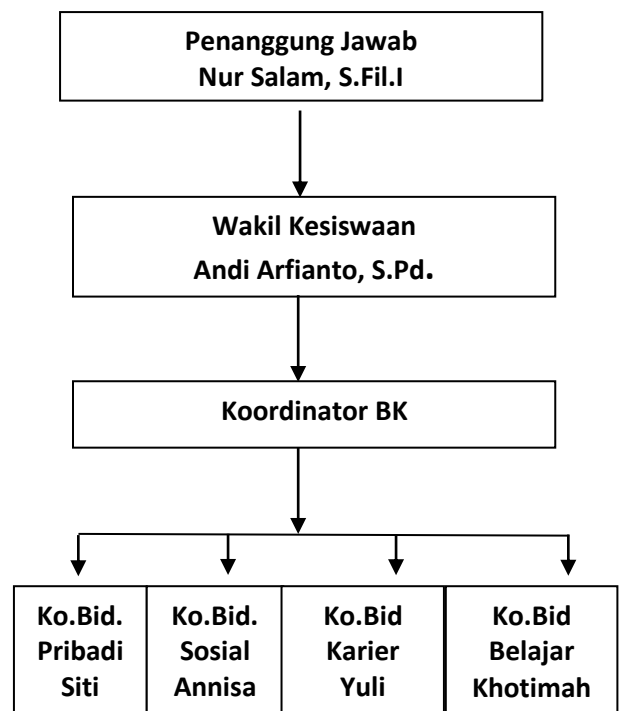 Penanggung Jawab
Nur Salam, S.Fil.I
Wakil Kesiswaan
Andi Arfianto, S.Pd.
Koordinator BK
Ko.Bid.
Pribadi
Siti
Ko.Bid.
Sosial
Annisa
Ko.Bid
Karier
Yuli
Ko.Bid
Belajar
Khotimah